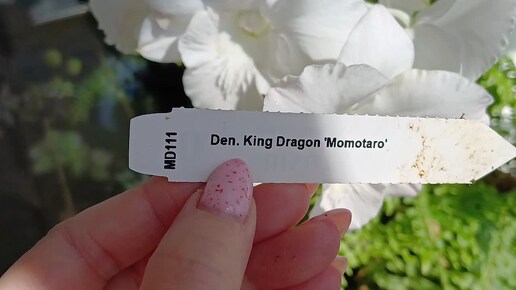 MD111
Den. King Dragon 'Momotaro'